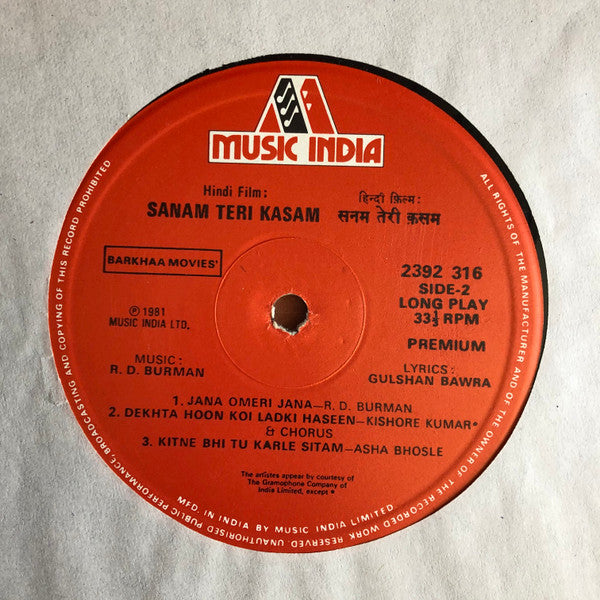 MUSIC INDIA
Hindi Film:
SANAM TERI KASAM
हिन्दी फ़िल्म:
सनम तेरी क़सम
BARKHAA MOVIES'
2392 316
SIDE-2
LONG PLAY
33⅓ RPM
℗ 1981
MUSIC INDIA LTD.
PREMIUM
MUSIC:
R. D. BURMAN
LYRICS:
GULSHAN BAWRA
1. JANA OMERI JANA—R. D. BURMAN
2. DEKHTA HOON KOI LADKI HASEEN—KISHORE KUMAR*
& CHORUS
3. KITNE BHI TU KARLE SITAM—ASHA BHOSLE
The artistes appear by courtesy of
The Gramophone Company of
India Limited, except *
MFD. IN INDIA BY MUSIC INDIA LIMITED
ALL RIGHTS OF THE MANUFACTURER AND OF THE OWNER OF THE RECORDED WORK RESERVED. UNAUTHORISED PUBLIC PERFORMANCE, BROADCASTING AND COPYING OF THIS RECORD PROHIBITED